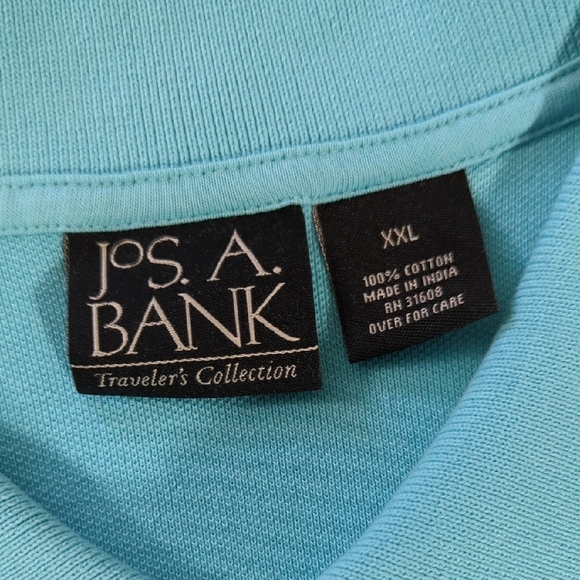 JOS. A.
BANK
Traveler's Collection
XXL
100% COTTON
MADE IN INDIA
RN 31608
OVER FOR CARE